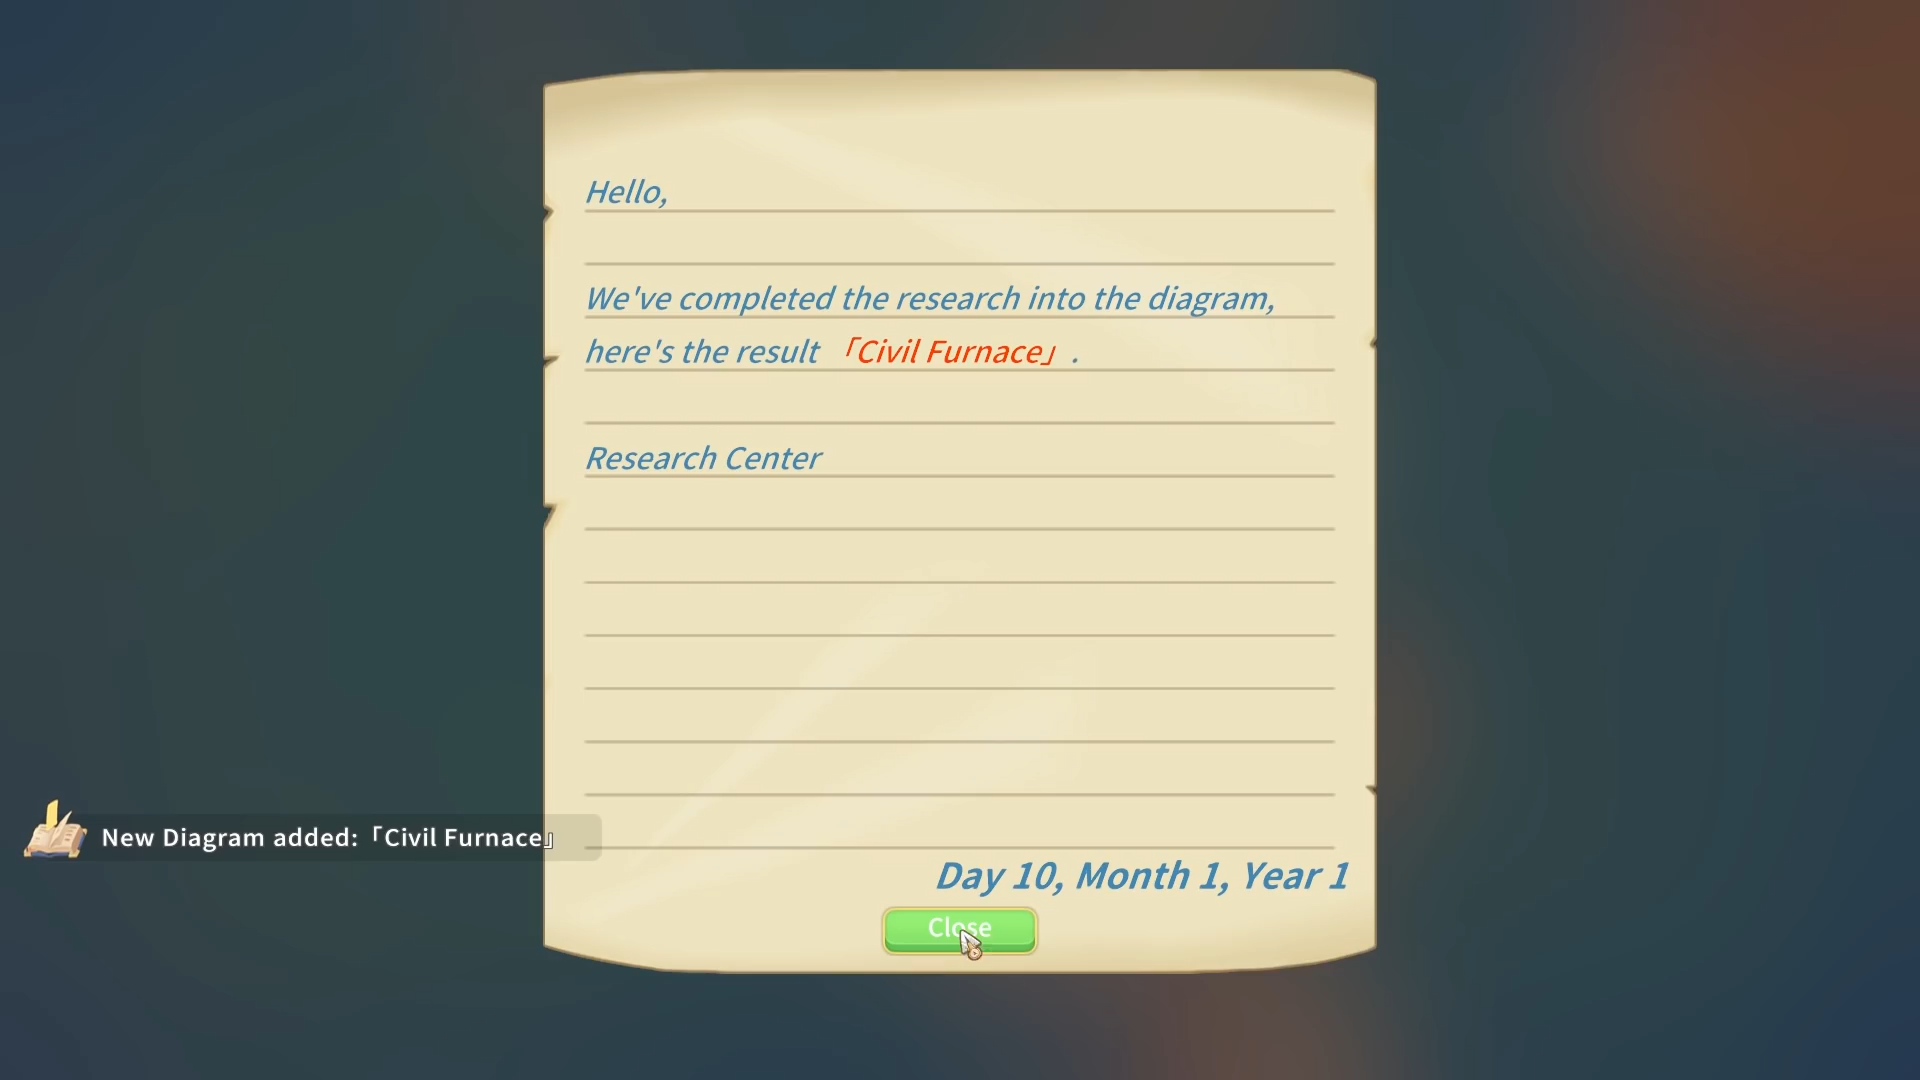 Hello,
We've completed the research into the diagram,
here's the result 「Civil Furnace」 .
Research Center
New Diagram added:「Civil Furnace」
Day 10, Month 1, Year 1
Close